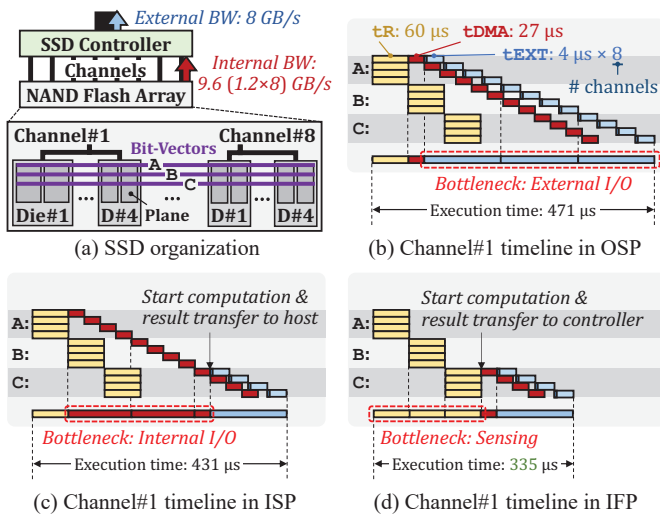 External BW: 8 GB/s
SSD Controller
Channels
Internal BW:
9.6 (1.2×8) GB/s
NAND Flash Array
Channel#1
Channel#8
Bit-Vectors
A
B
C
Die#1
...
D#4
...
D#1
...
D#4
Plane
(a) SSD organization
tR: 60 μs
tDMA: 27 μs
tEXT: 4 μs × 8
# channels
A:
B:
C:
Bottleneck: External I/O
Execution time: 471 μs
(b) Channel#1 timeline in OSP
Start computation &
result transfer to host
A:
B:
C:
Bottleneck: Internal I/O
Execution time: 431 μs
(c) Channel#1 timeline in ISP
Start computation &
result transfer to controller
A:
B:
C:
Bottleneck: Sensing
Execution time: 335 μs
(d) Channel#1 timeline in IFP